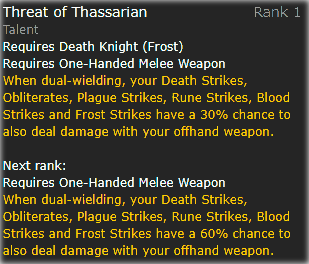 Threat of Thassarian Rank 1
Talent
Requires Death Knight (Frost)
Requires One-Handed Melee Weapon
When dual-wielding, your Death Strikes,
Obliterates, Plague Strikes, Rune Strikes, Blood
Strikes and Frost Strikes have a 30% chance to
also deal damage with your offhand weapon.
Next rank:
Requires One-Handed Melee Weapon
When dual-wielding, your Death Strikes,
Obliterates, Plague Strikes, Rune Strikes, Blood
Strikes and Frost Strikes have a 60% chance to
also deal damage with your offhand weapon.